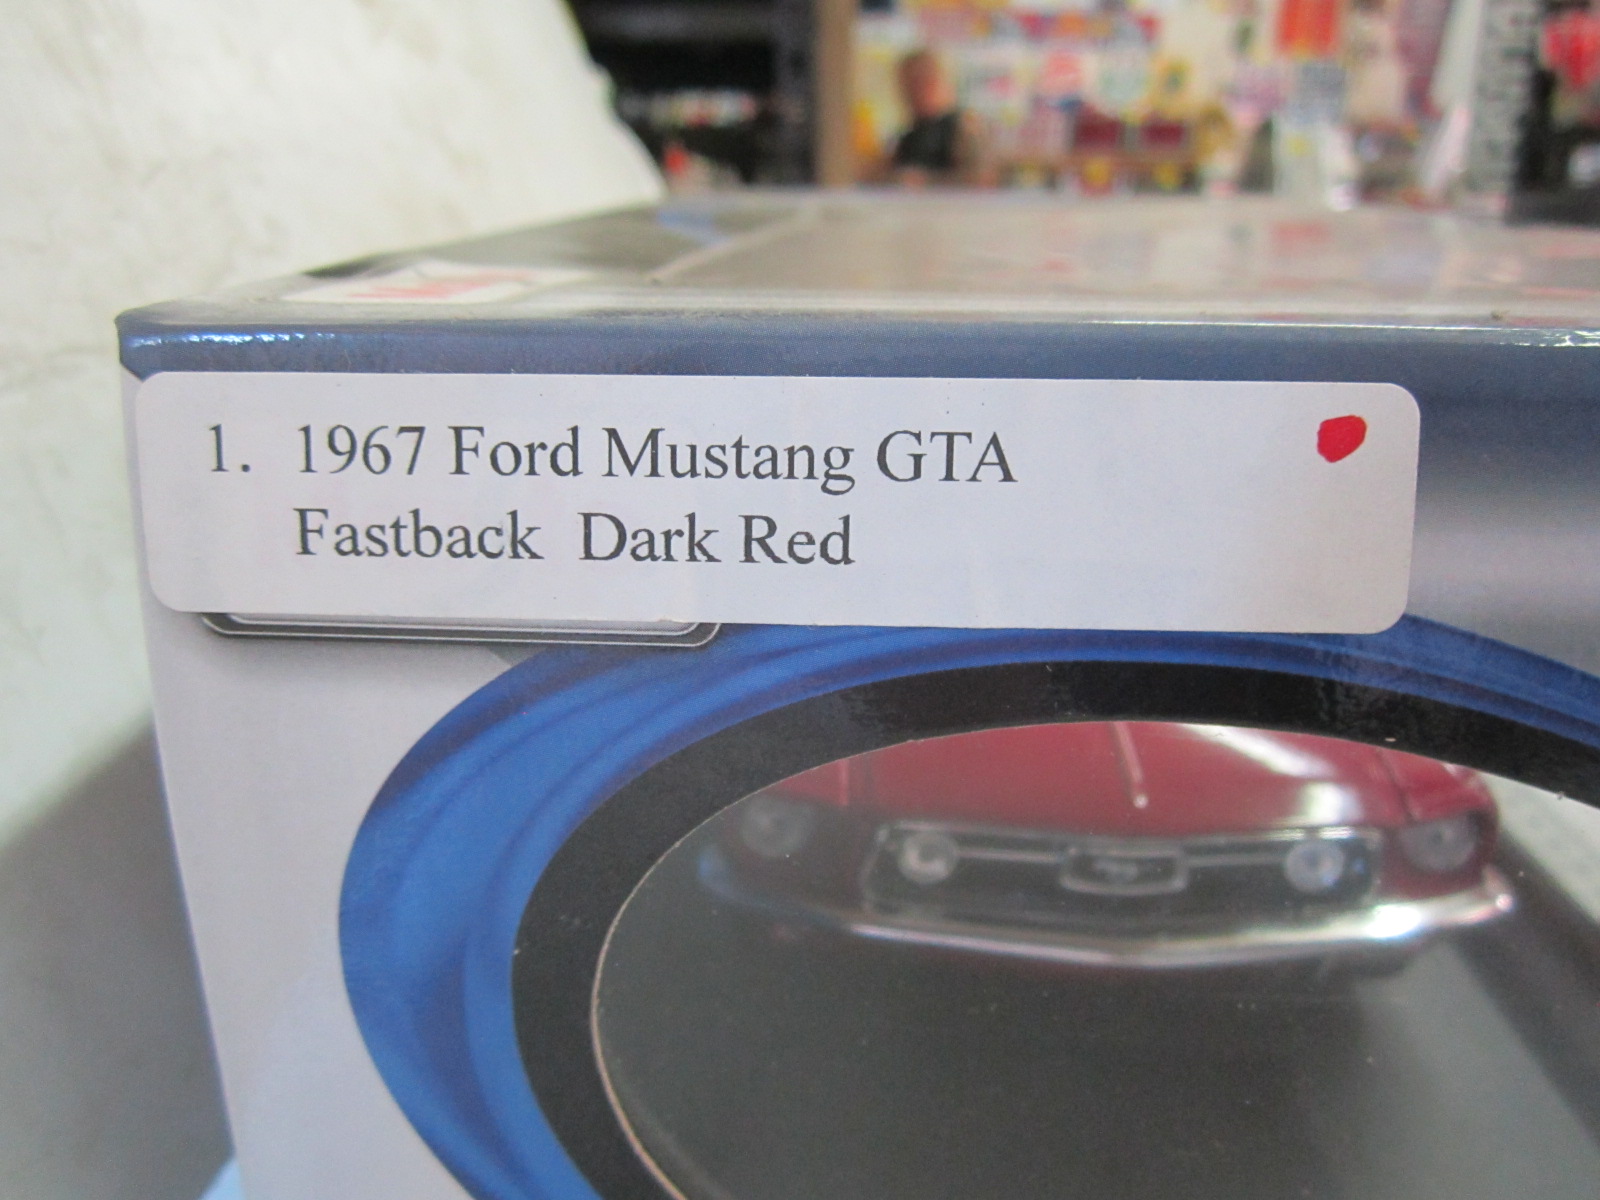 1. 1967 Ford Mustang GTA
Fastback Dark Red